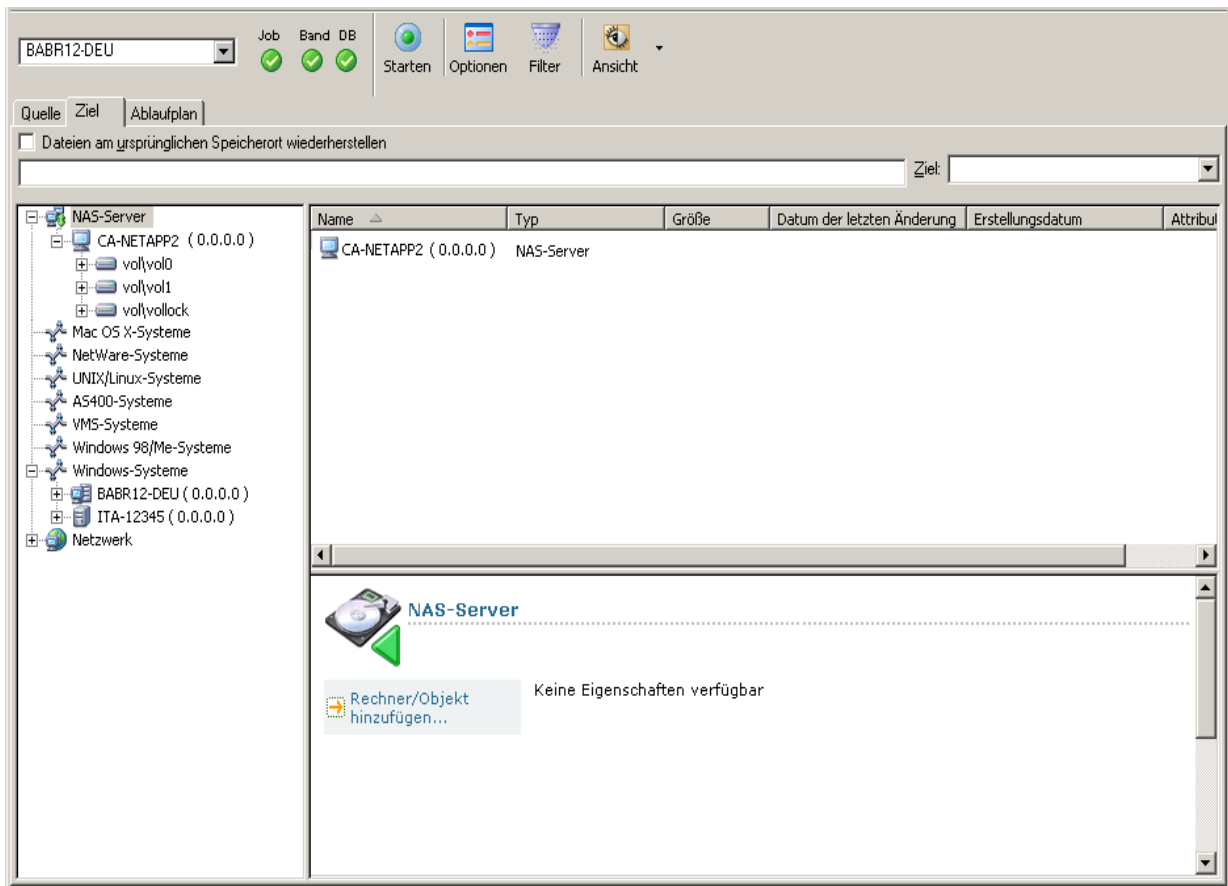 BABR12-DEU
Job Band DB
Starten Optionen Filter Ansicht
Quelle Ziel Ablaufplan
Dateien am ursprünglichen Speicherort wiederherstellen
Ziel:
NAS-Server
CA-NETAPP2 ( 0.0.0.0 )
vol\vol0
vol\vol1
vol\vollock
Mac OS X-Systeme
NetWare-Systeme
UNIX/Linux-Systeme
AS400-Systeme
VMS-Systeme
Windows 98/Me-Systeme
Windows-Systeme
BABR12-DEU ( 0.0.0.0 )
ITA-12345 ( 0.0.0.0 )
Netzwerk
Name Typ Größe Datum der letzten Änderung Erstellungsdatum Attribut
CA-NETAPP2 ( 0.0.0.0 ) NAS-Server
NAS-Server
Rechner/Objekt
hinzufügen...
Keine Eigenschaften verfügbar